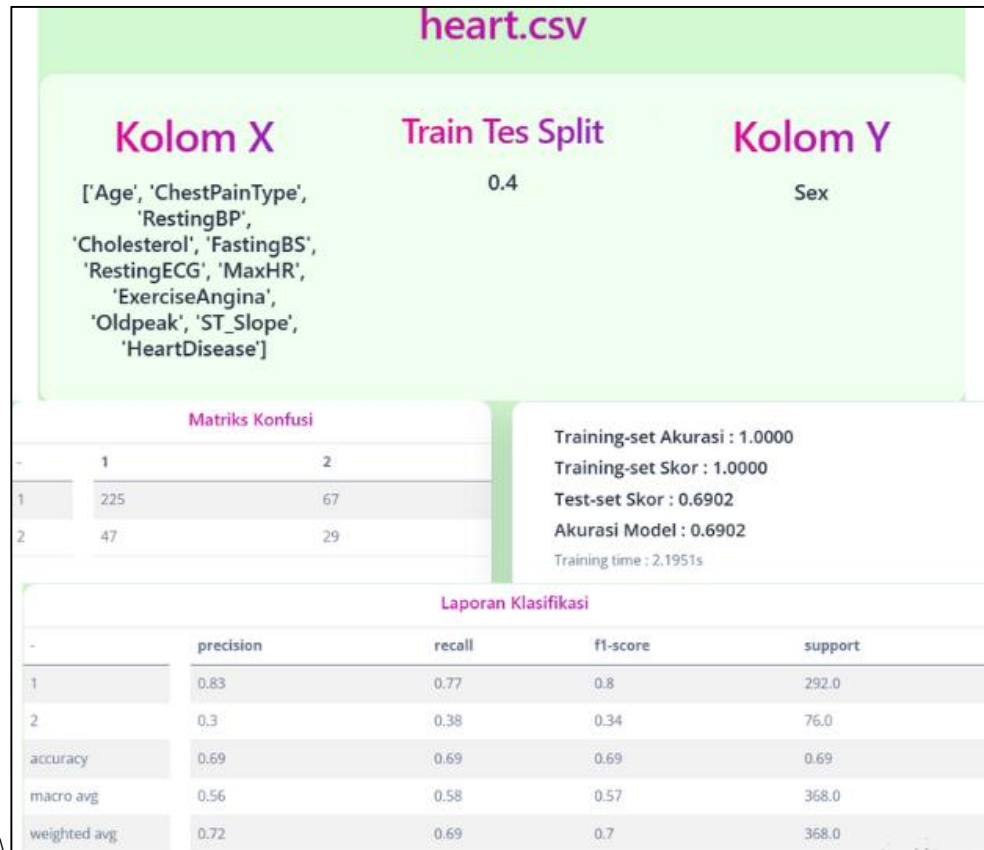 heart.csv
Kolom X
['Age', 'ChestPainType',
'RestingBP',
'Cholesterol', 'FastingBS',
'RestingECG', 'MaxHR',
'ExerciseAngina',
'Oldpeak', 'ST_Slope',
'HeartDisease']
Train Tes Split
0.4
Kolom Y
Sex
Matriks Konfusi
- 1 2
1 225 67
2 47 29
Training-set Akurasi : 1.0000
Training-set Skor : 1.0000
Test-set Skor : 0.6902
Akurasi Model : 0.6902
Training time : 2.1951s
Laporan Klasifikasi
- precision recall f1-score support
1 0.83 0.77 0.8 292.0
2 0.3 0.38 0.34 76.0
accuracy 0.69 0.69 0.69 0.69
macro avg 0.56 0.58 0.57 368.0
weighted avg 0.72 0.69 0.7 368.0
\